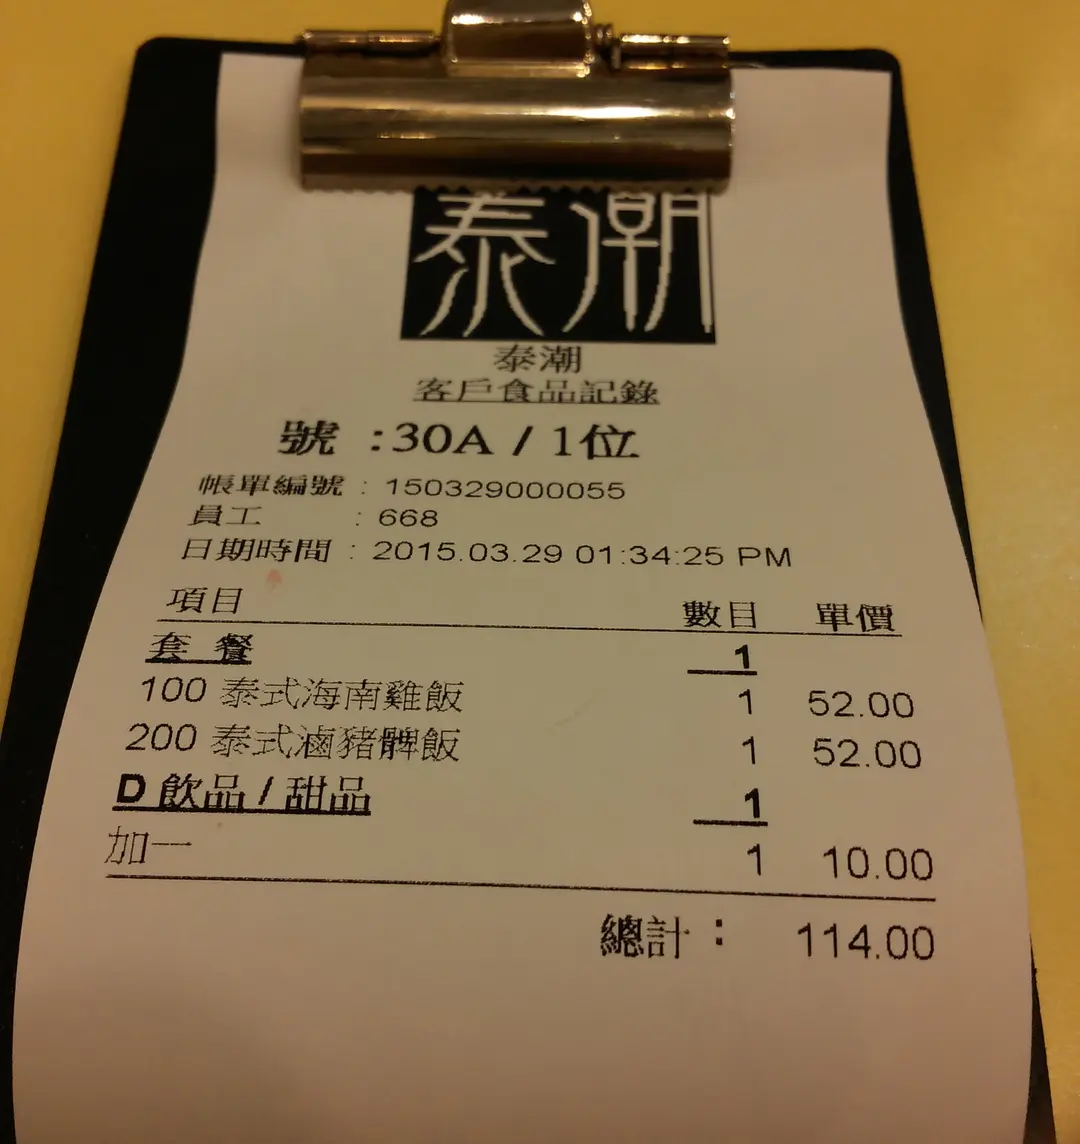 泰潮
泰潮
客戶食品記錄
號 :30A / 1位
帳單編號 : 150329000055
員工 : 668
日期時間 : 2015.03.29 01:34:25 PM
項目 數目 單價
套 餐 1
100 泰式海南雞飯 1 52.00
200 泰式滷豬髀飯 1 52.00
D 飲品 / 甜品 1
加一 1 10.00
總計： 114.00